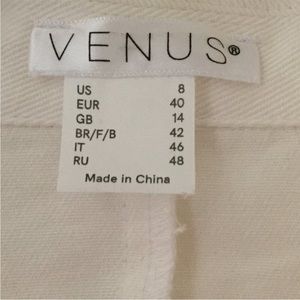 VENUS®
US 8
EUR 40
GB 14
BR/F/B 42
IT 46
RU 48
Made in China